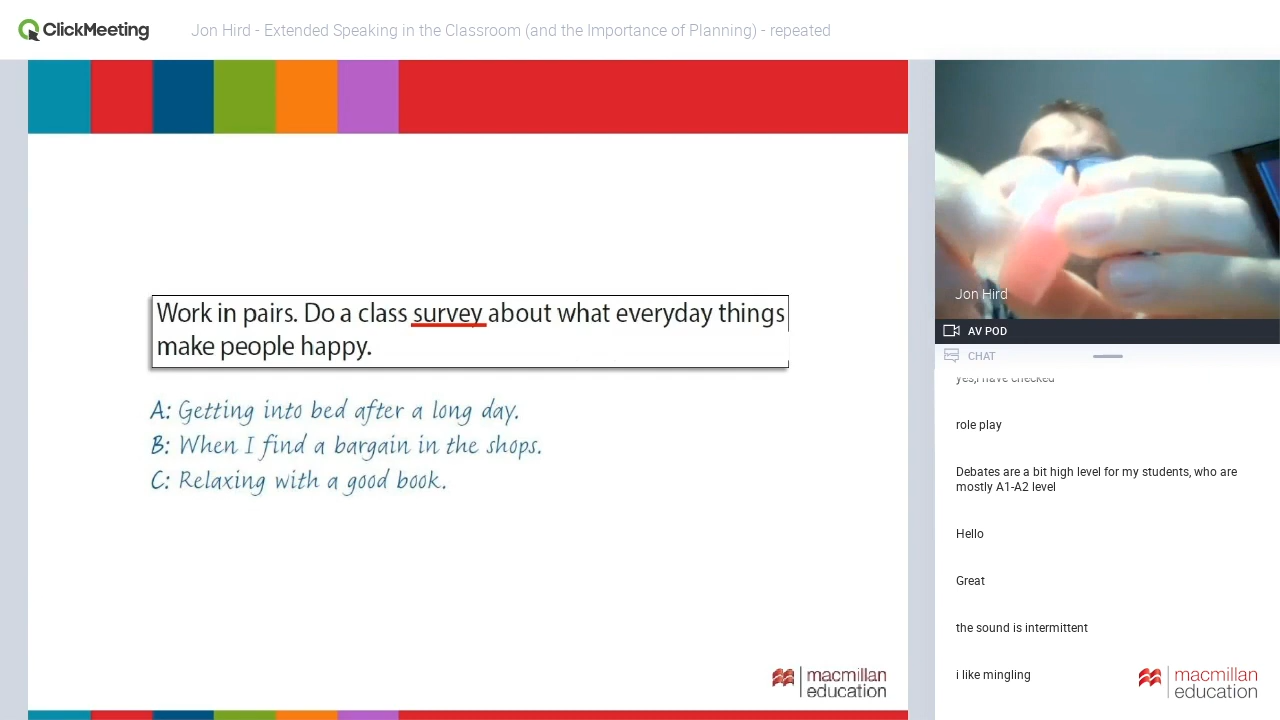 ClickMeeting
Jon Hird - Extended Speaking in the Classroom (and the Importance of Planning) - repeated
Work in pairs. Do a class survey about what everyday things
make people happy.
A: Getting into bed after a long day.
B: When I find a bargain in the shops.
C: Relaxing with a good book.
macmillan
education
Jon Hird
AV POD
CHAT
yes,i have checked
role play
Debates are a bit high level for my students, who are
mostly A1-A2 level
Hello
Great
the sound is intermittent
i like mingling
macmillan
education